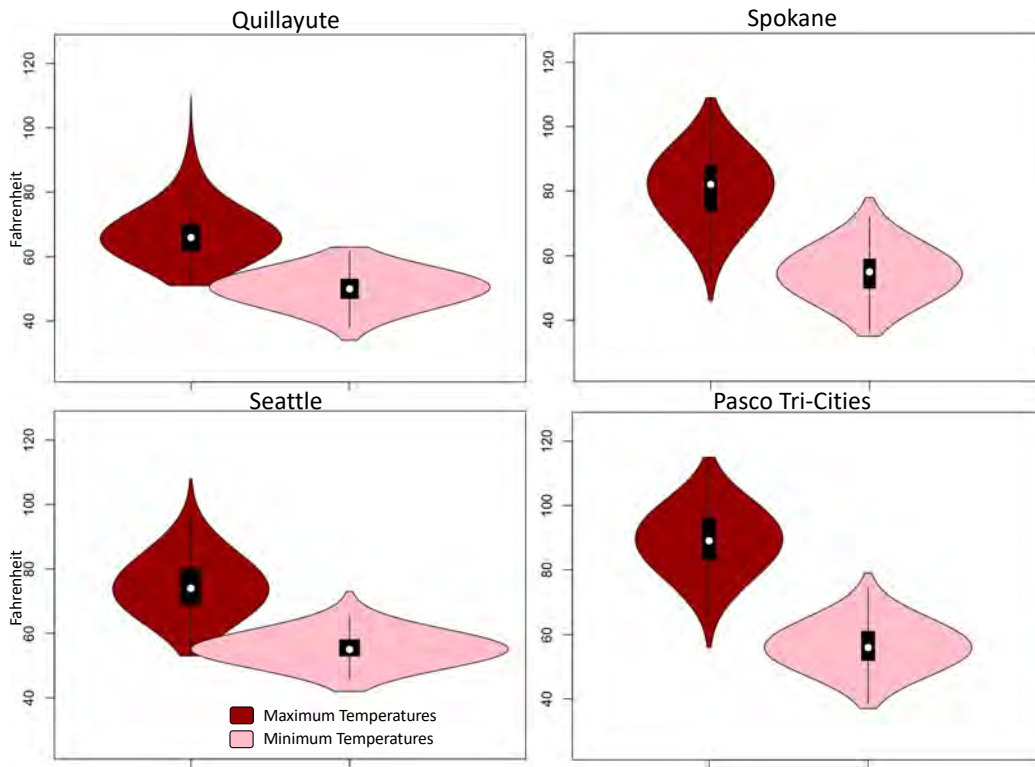 Quillayute
Spokane
Fahrenheit
120
100
80
60
40
120
100
80
60
40
Seattle
Pasco Tri-Cities
Fahrenheit
120
100
80
60
40
120
100
80
60
40
Maximum Temperatures
Minimum Temperatures